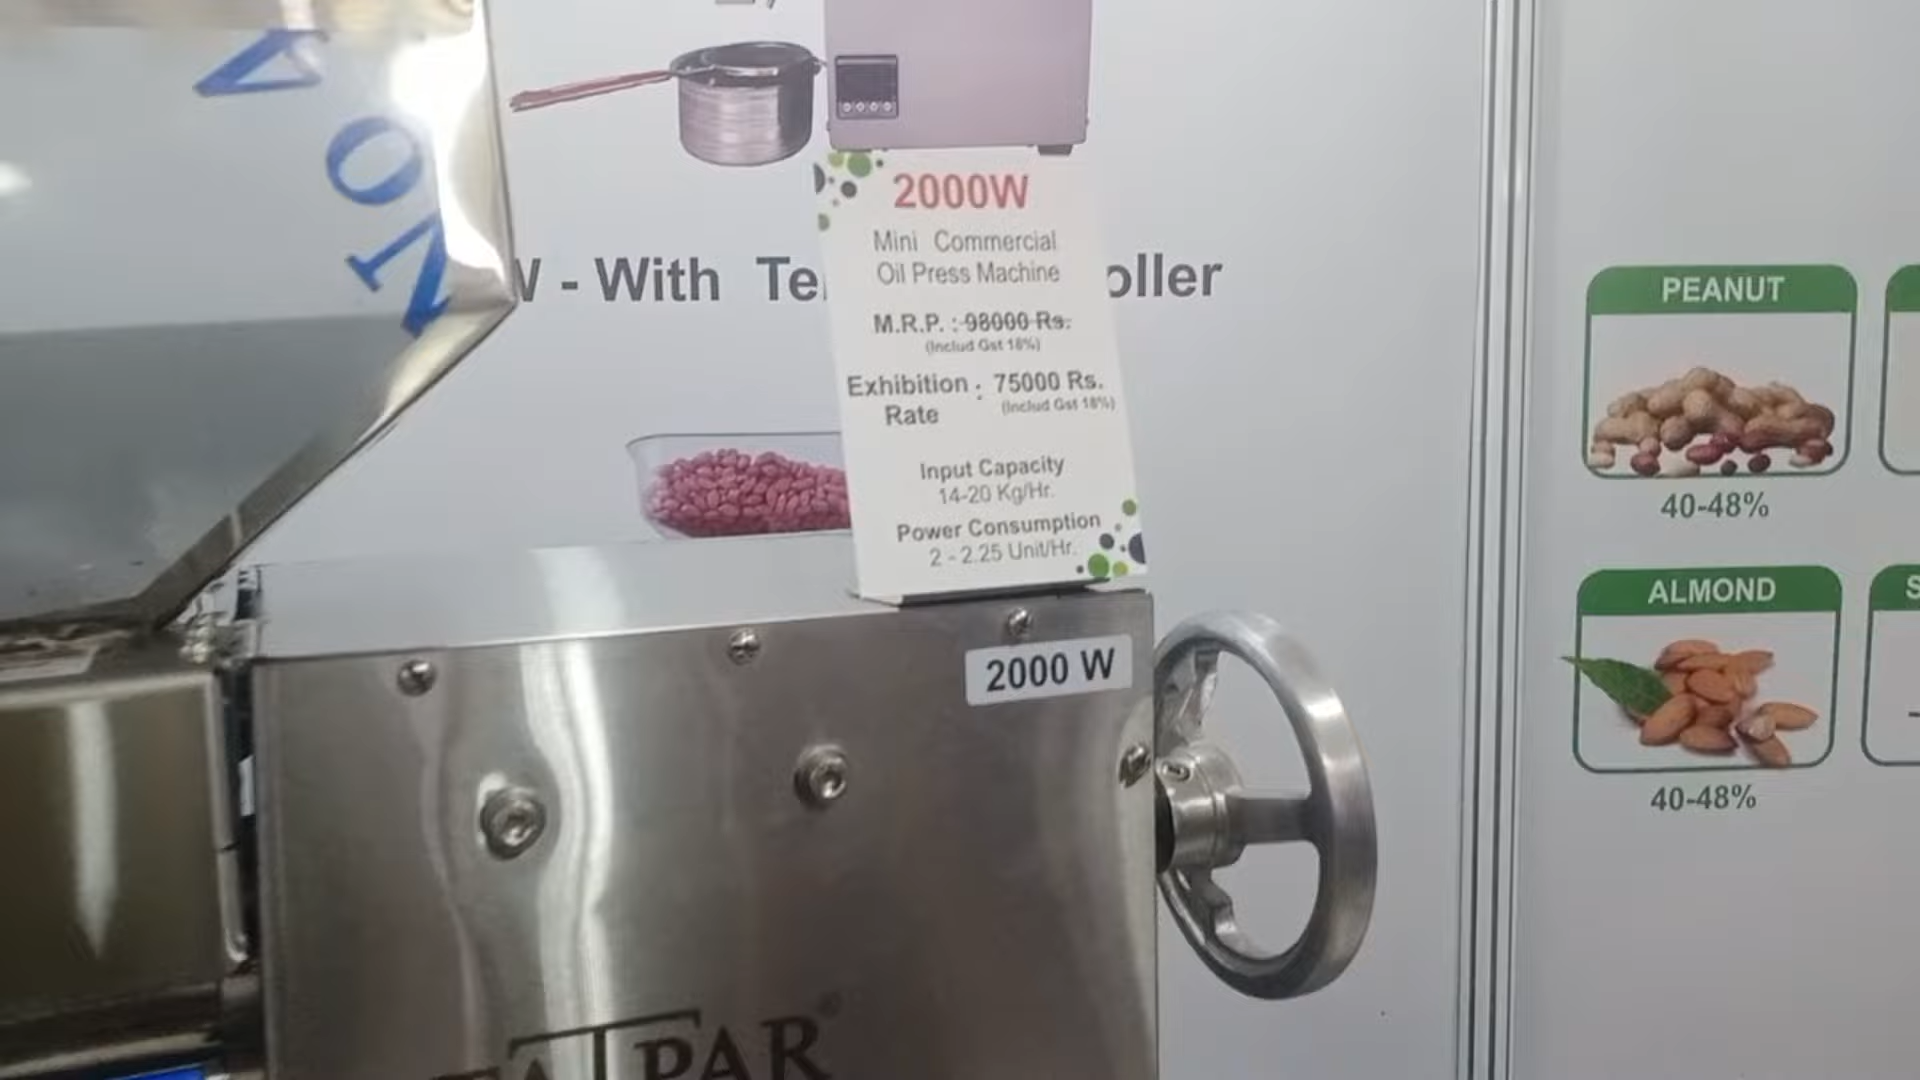 NOVA
2000W
Mini Commercial
Oil Press Machine
M.R.P. : 98000 Rs.
(Includ Gst 18%)
Exhibition : 75000 Rs.
Rate (Includ Gst 18%)
Input Capacity
14-20 Kg/Hr.
Power Consumption
2 - 2.25 Unit/Hr.
W - With Te oller
2000 W
PAR
PEANUT
40-48%
ALMOND
40-48%
S